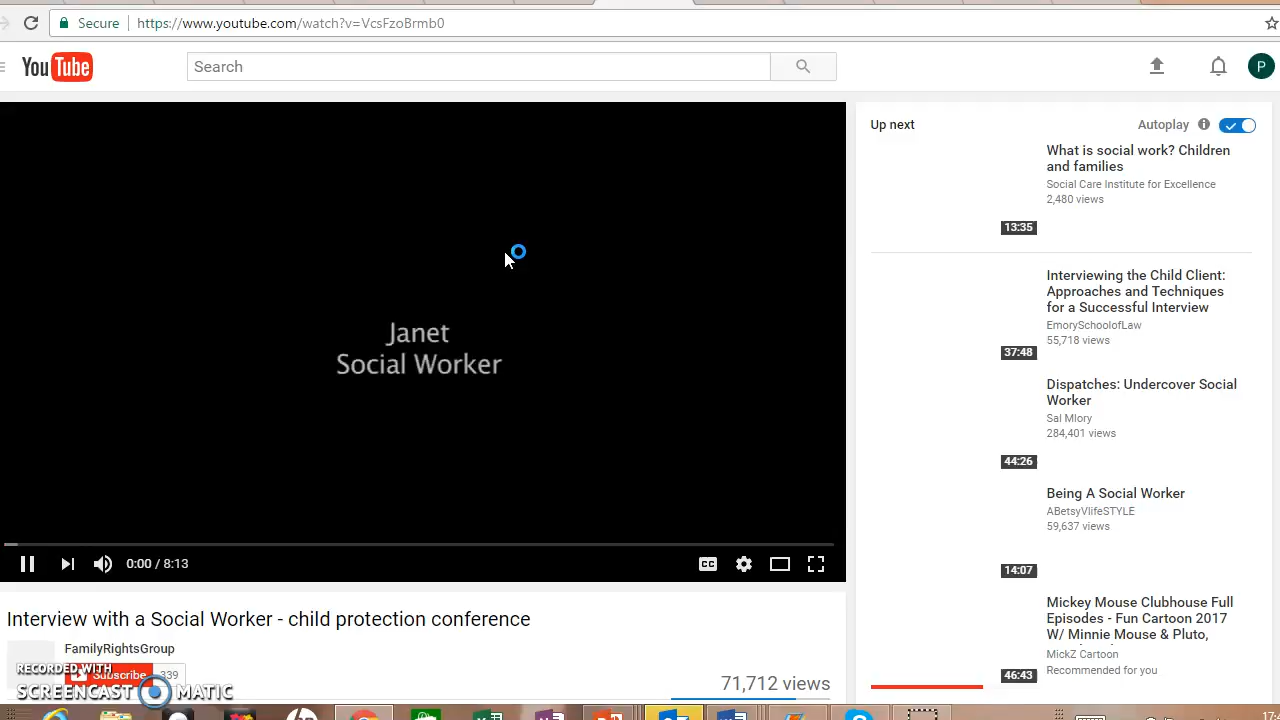 Secure
https://www.youtube.com/watch?v=VcsFzoBrmb0
YouTube
Search
P
Janet
Social Worker
0:00 / 8:13
CC
Interview with a Social Worker - child protection conference
FamilyRightsGroup
Subscribe 339
71,712 views
RECORDED WITH
SCREENCAST MATIC
Up next
Autoplay
What is social work? Children
and families
Social Care Institute for Excellence
2,480 views
13:35
Interviewing the Child Client:
Approaches and Techniques
for a Successful Interview
EmorySchoolofLaw
55,718 views
37:48
Dispatches: Undercover Social
Worker
Sal Mlory
284,401 views
44:26
Being A Social Worker
ABetsyVlifeSTYLE
59,637 views
14:07
Mickey Mouse Clubhouse Full
Episodes - Fun Cartoon 2017
W/ Minnie Mouse & Pluto,
MickZ Cartoon
Recommended for you
46:43